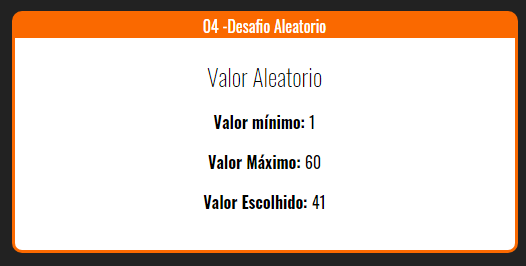 04 -Desafio Aleatorio
Valor Aleatorio
Valor mínimo: 1
Valor Máximo: 60
Valor Escolhido: 41